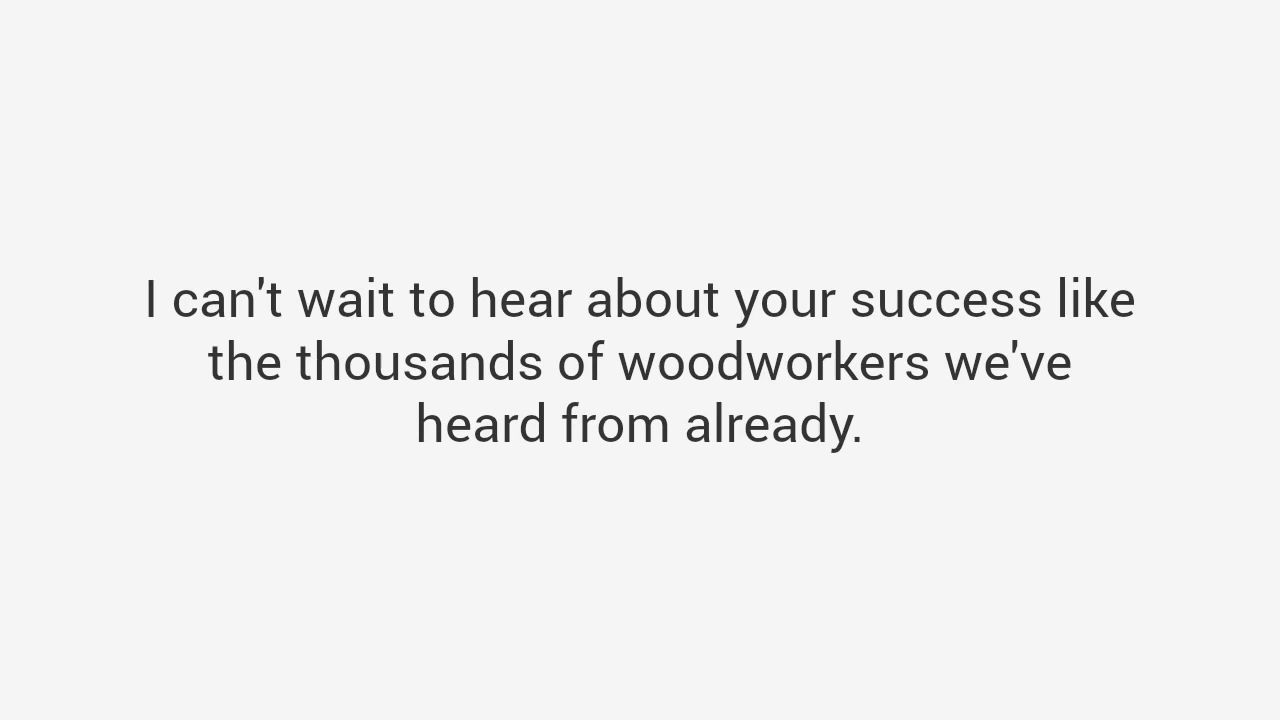 I can't wait to hear about your success like
the thousands of woodworkers we've
heard from already.